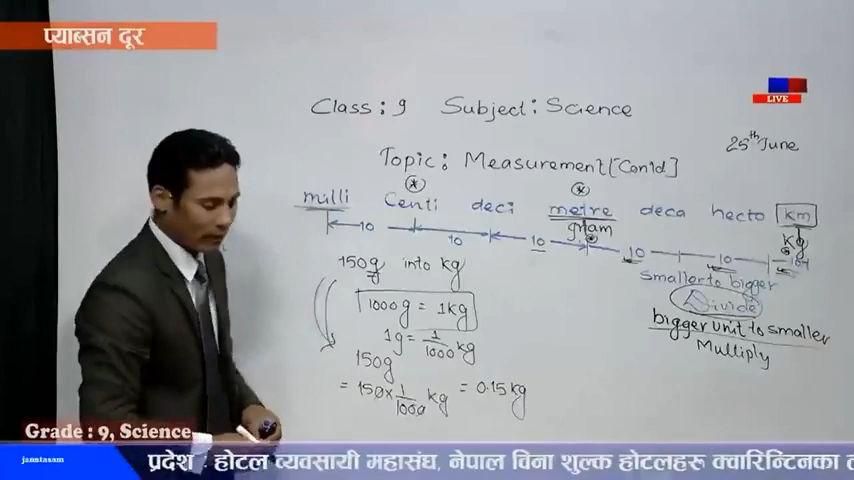 प्याब्सन दूर
LIVE
Class: 9 Subject: Science
25th June
Topic: Measurement [Con'd]
milli Centi deci metre deca hecto km
gram kg
10 10 10 10 10 10
150g into kg
smaller to bigger
Divide
1000g = 1kg
bigger unit to smaller
Multiply
1g = 1/1000 kg
150g
= 150 x 1/1000 kg = 0.15 kg
Grade : 9, Science
janntasam
प्रदेश : होटल व्यवसायी महासंघ, नेपाल विना शुल्क होटलहरू क्वारिन्टिनका